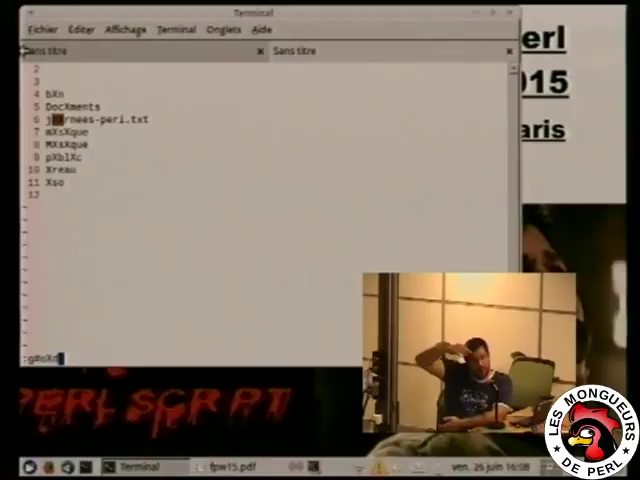 Terminal
Fichier Éditer Affichage Terminal Onglets Aide
Sans titre
Sans titre
2
3
4 bXn
5 DocXments
6 joXrnees-perl.txt
7 mXsXque
8 MXsXque
9 pXblXc
10 Xreau
11 Xso
12
erl
015
aris
PERL SCRPT
Terminal
fpw15.pdf
ven. 26 juin 16:08
LES MONGUEURS
DE PERL